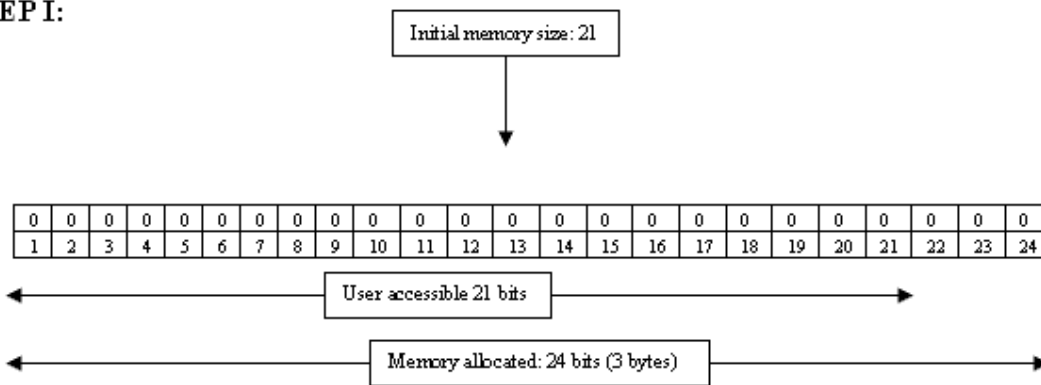 EP I:
Initial memory size: 21
0 0 0 0 0 0 0 0 0 0 0 0 0 0 0 0 0 0 0 0 0 0 0 0
1 2 3 4 5 6 7 8 9 10 11 12 13 14 15 16 17 18 19 20 21 22 23 24
User accessible 21 bits
Memory allocated: 24 bits (3 bytes)